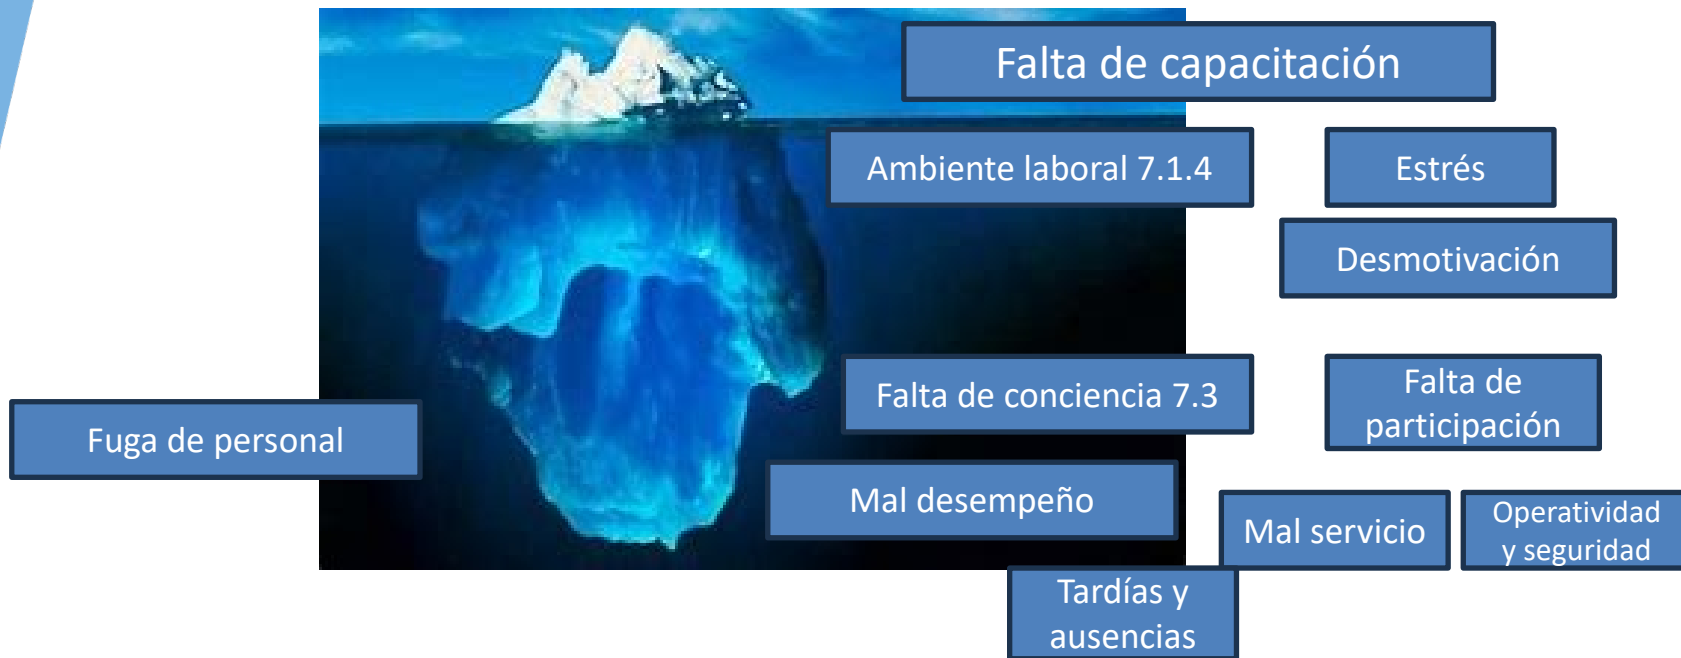 Falta de capacitación
Ambiente laboral 7.1.4
Estrés
Desmotivación
Falta de conciencia 7.3
Falta de
participación
Fuga de personal
Mal desempeño
Mal servicio
Operatividad
y seguridad
Tardías y
ausencias